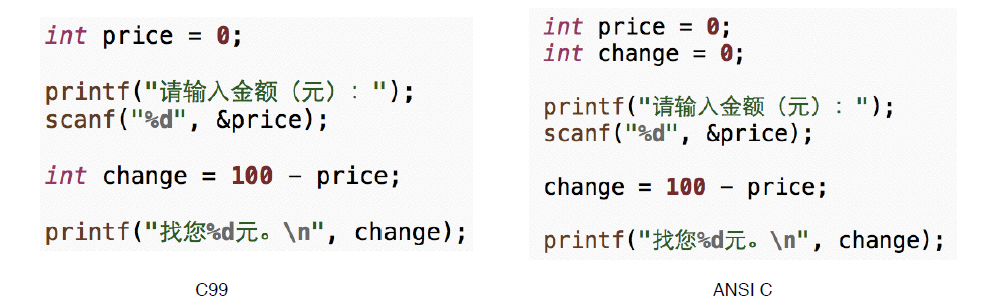 int price = 0;
printf("请输入金额（元）：");
scanf("%d", &price);
int change = 100 - price;
printf("找您%d元。\n", change);
C99
int price = 0;
int change = 0;
printf("请输入金额（元）：");
scanf("%d", &price);
change = 100 - price;
printf("找您%d元。\n", change);
ANSI C